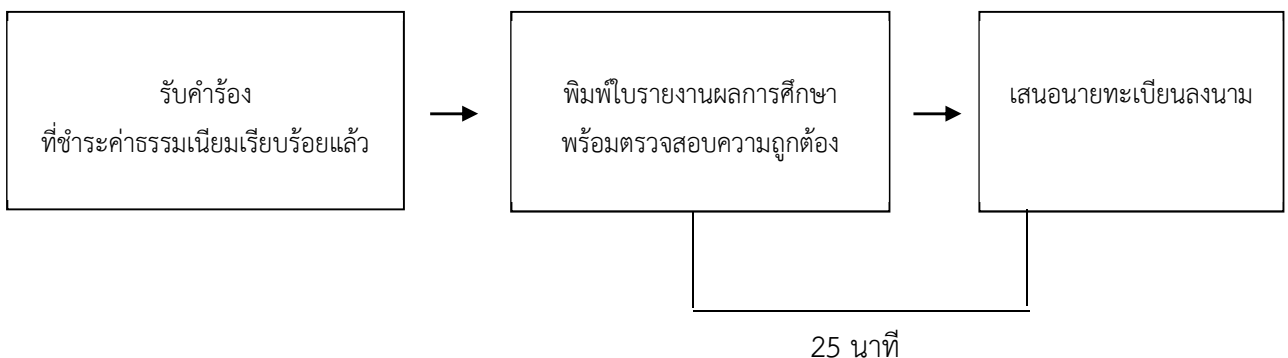 รับคำร้อง
ที่ชำระค่าธรรมเนียมเรียบร้อยแล้ว
พิมพ์ใบรายงานผลการศึกษา
พร้อมตรวจสอบความถูกต้อง
เสนอนายทะเบียนลงนาม
25 นาที